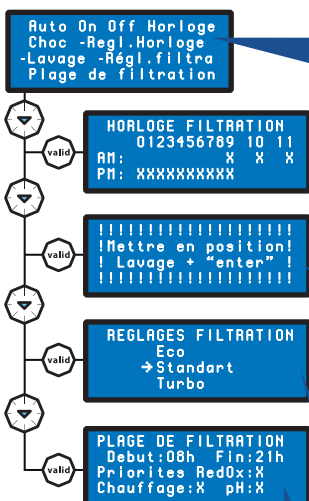 Auto On Off Horloge
Choc -Regl.Horloge
-Lavage -Régl.filtra
Plage de filtration
valid
HORLOGE FILTRATION
0123456789 10 11
AM: X X X
PM: XXXXXXXXXX
valid
!!!!!!!!!!!!!!!!!!!!
!Mettre en position!
! Lavage + "enter" !
!!!!!!!!!!!!!!!!!!!!
valid
REGLAGES FILTRATION
Eco
→Standart
Turbo
valid
PLAGE DE FILTRATION
Debut:08h Fin:21h
Priorites RedOx:X
Chauffage:X pH:X